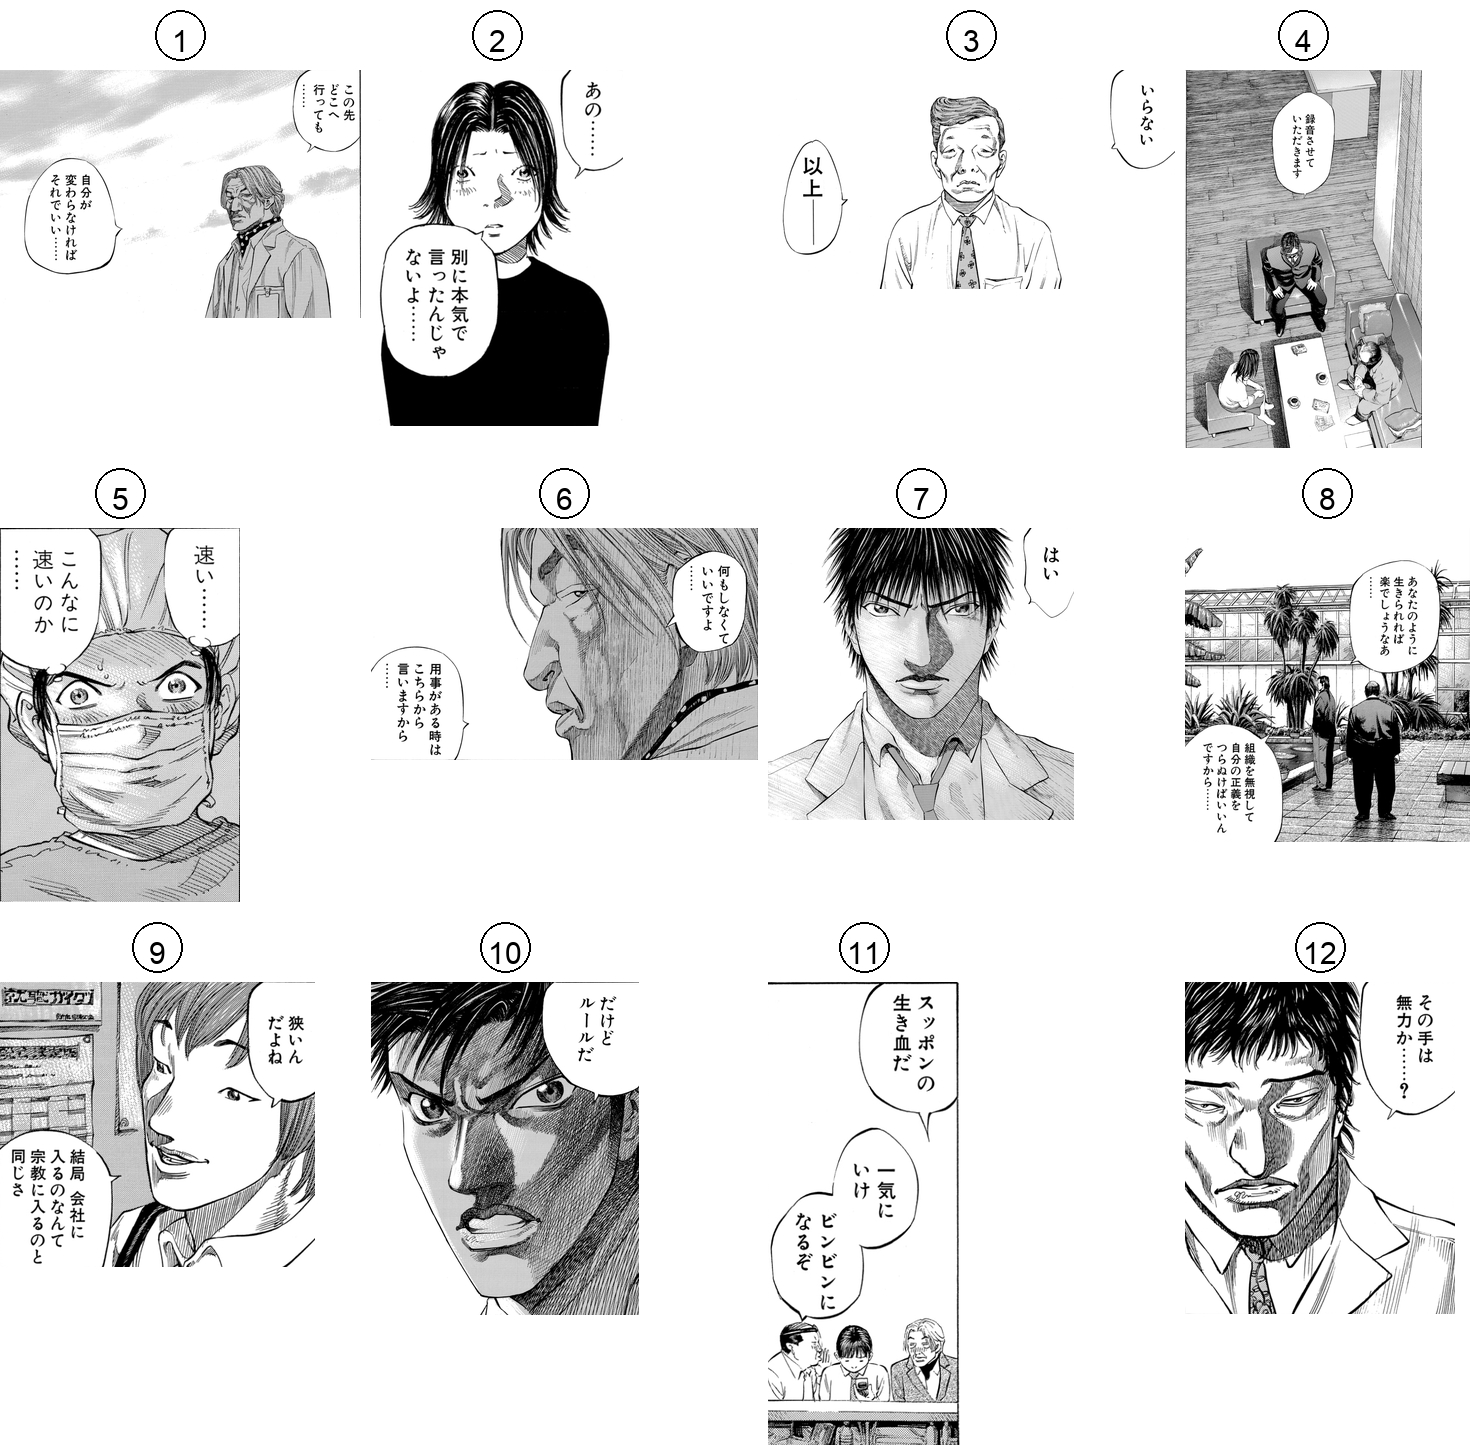 1
この先
どこへ
行っても
……
自分が
変わらなければ
それでいい……
2
あの……
別に本気で
言ったんじゃ
ないよ……
3
いらない
以上――
4
録音させて
いただきます
5
速い……
こんなに
速いのか
……
6
何もしなくて
いいですよ
……
用事がある時は
こちらから
言いますから
……
7
はい
8
あなたのように
生きられれば
楽でしょうなあ
……
組織を無視して
自分の正義を
つらぬけばいいん
ですから……
9
狭いん
だよね
結局 会社に
入るのなんて
宗教に入るのと
同じさ
10
だけど
ルールだ
11
スッポンの
生き血だ
一気に
いけ
ビンビンに
なるぞ
12
その手は
無力か……?